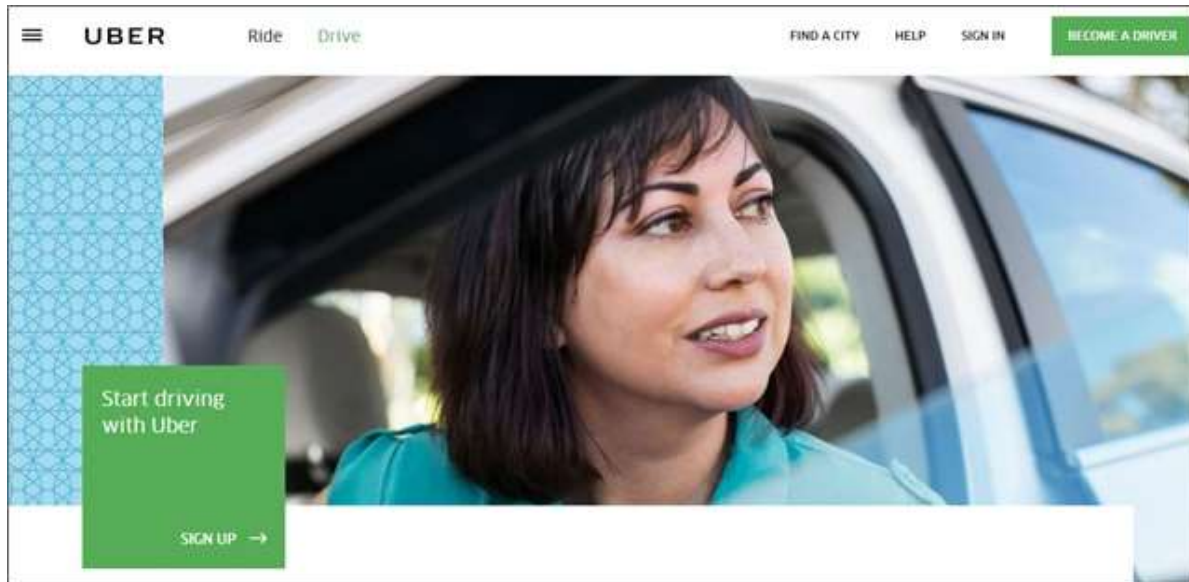 UBER Ride Drive FIND A CITY HELP SIGN IN BECOME A DRIVER
Start driving
with Uber
SIGN UP →